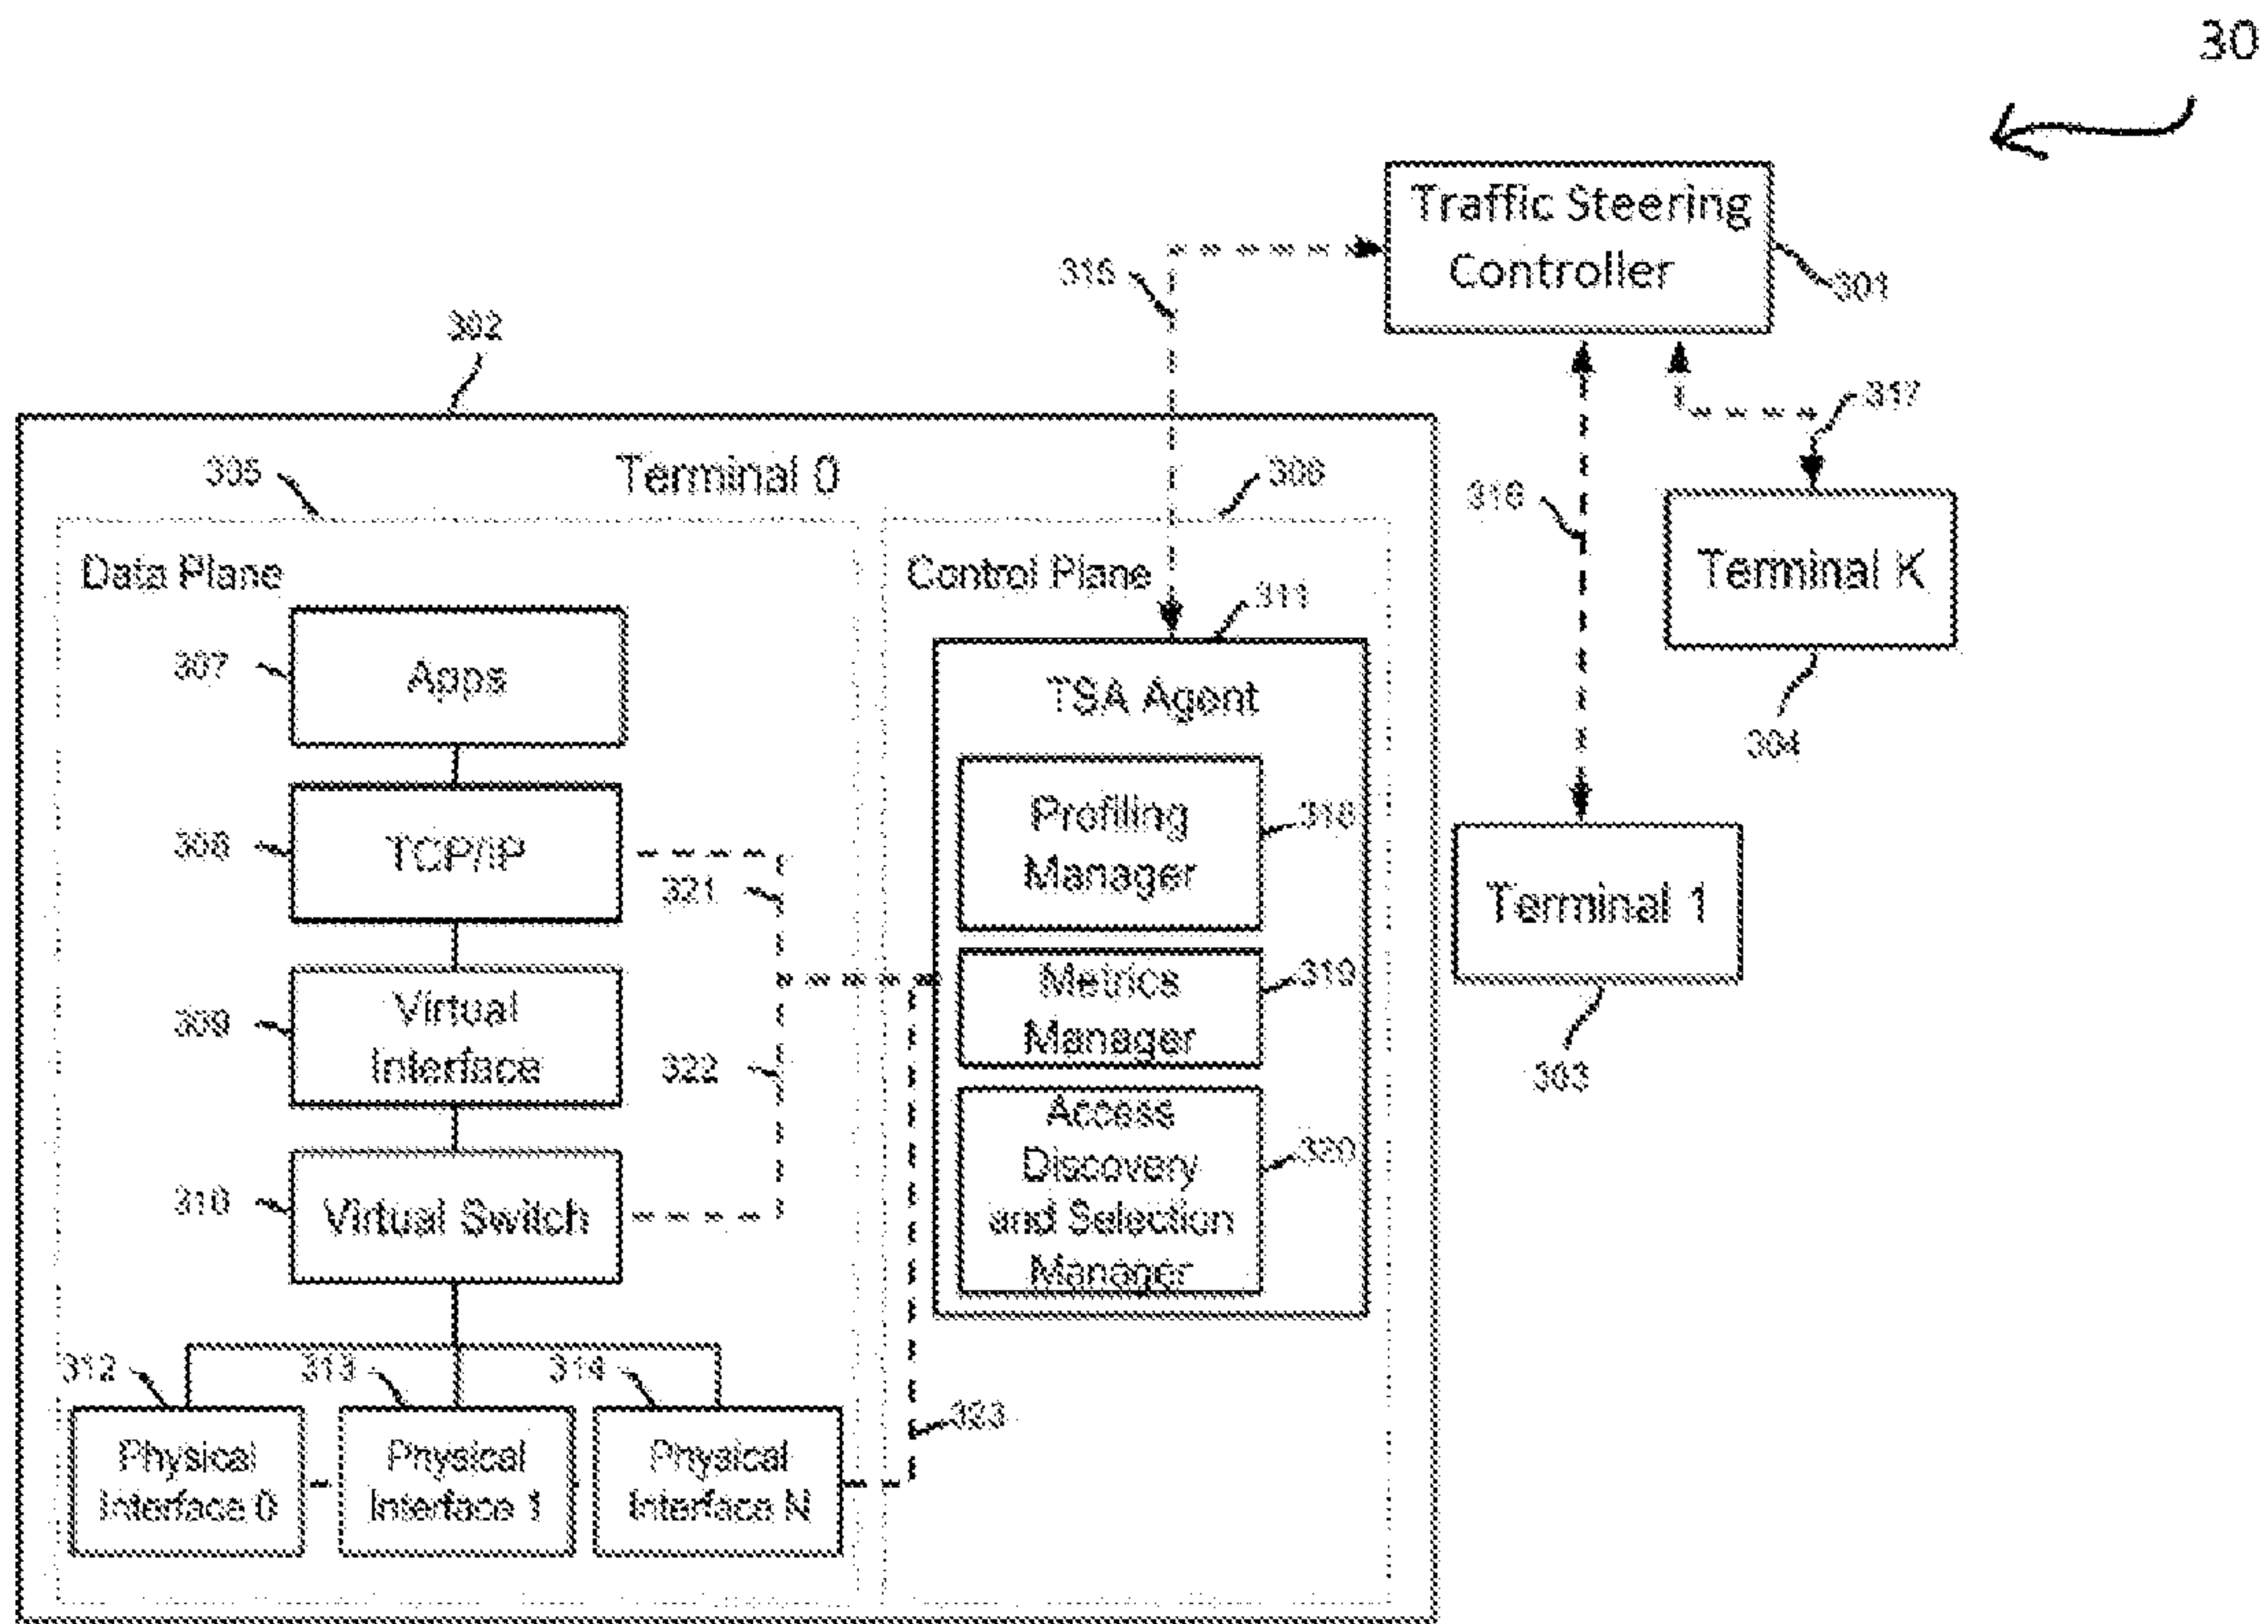 30
Traffic Steering
Controller
301
315
302
317
Terminal 0
305
306
316
Terminal K
304
Data Plane
Control Plane
311
307
Apps
TSA Agent
Profiling
Manager
318
308
TCP/IP
321
Terminal 1
303
Metrics
Manager
319
309
Virtual
Interface
322
Access
Discovery
and Selection
Manager
320
310
Virtual Switch
312
313
314
323
Physical
Interface 0
Physical
Interface 1
Physical
Interface N